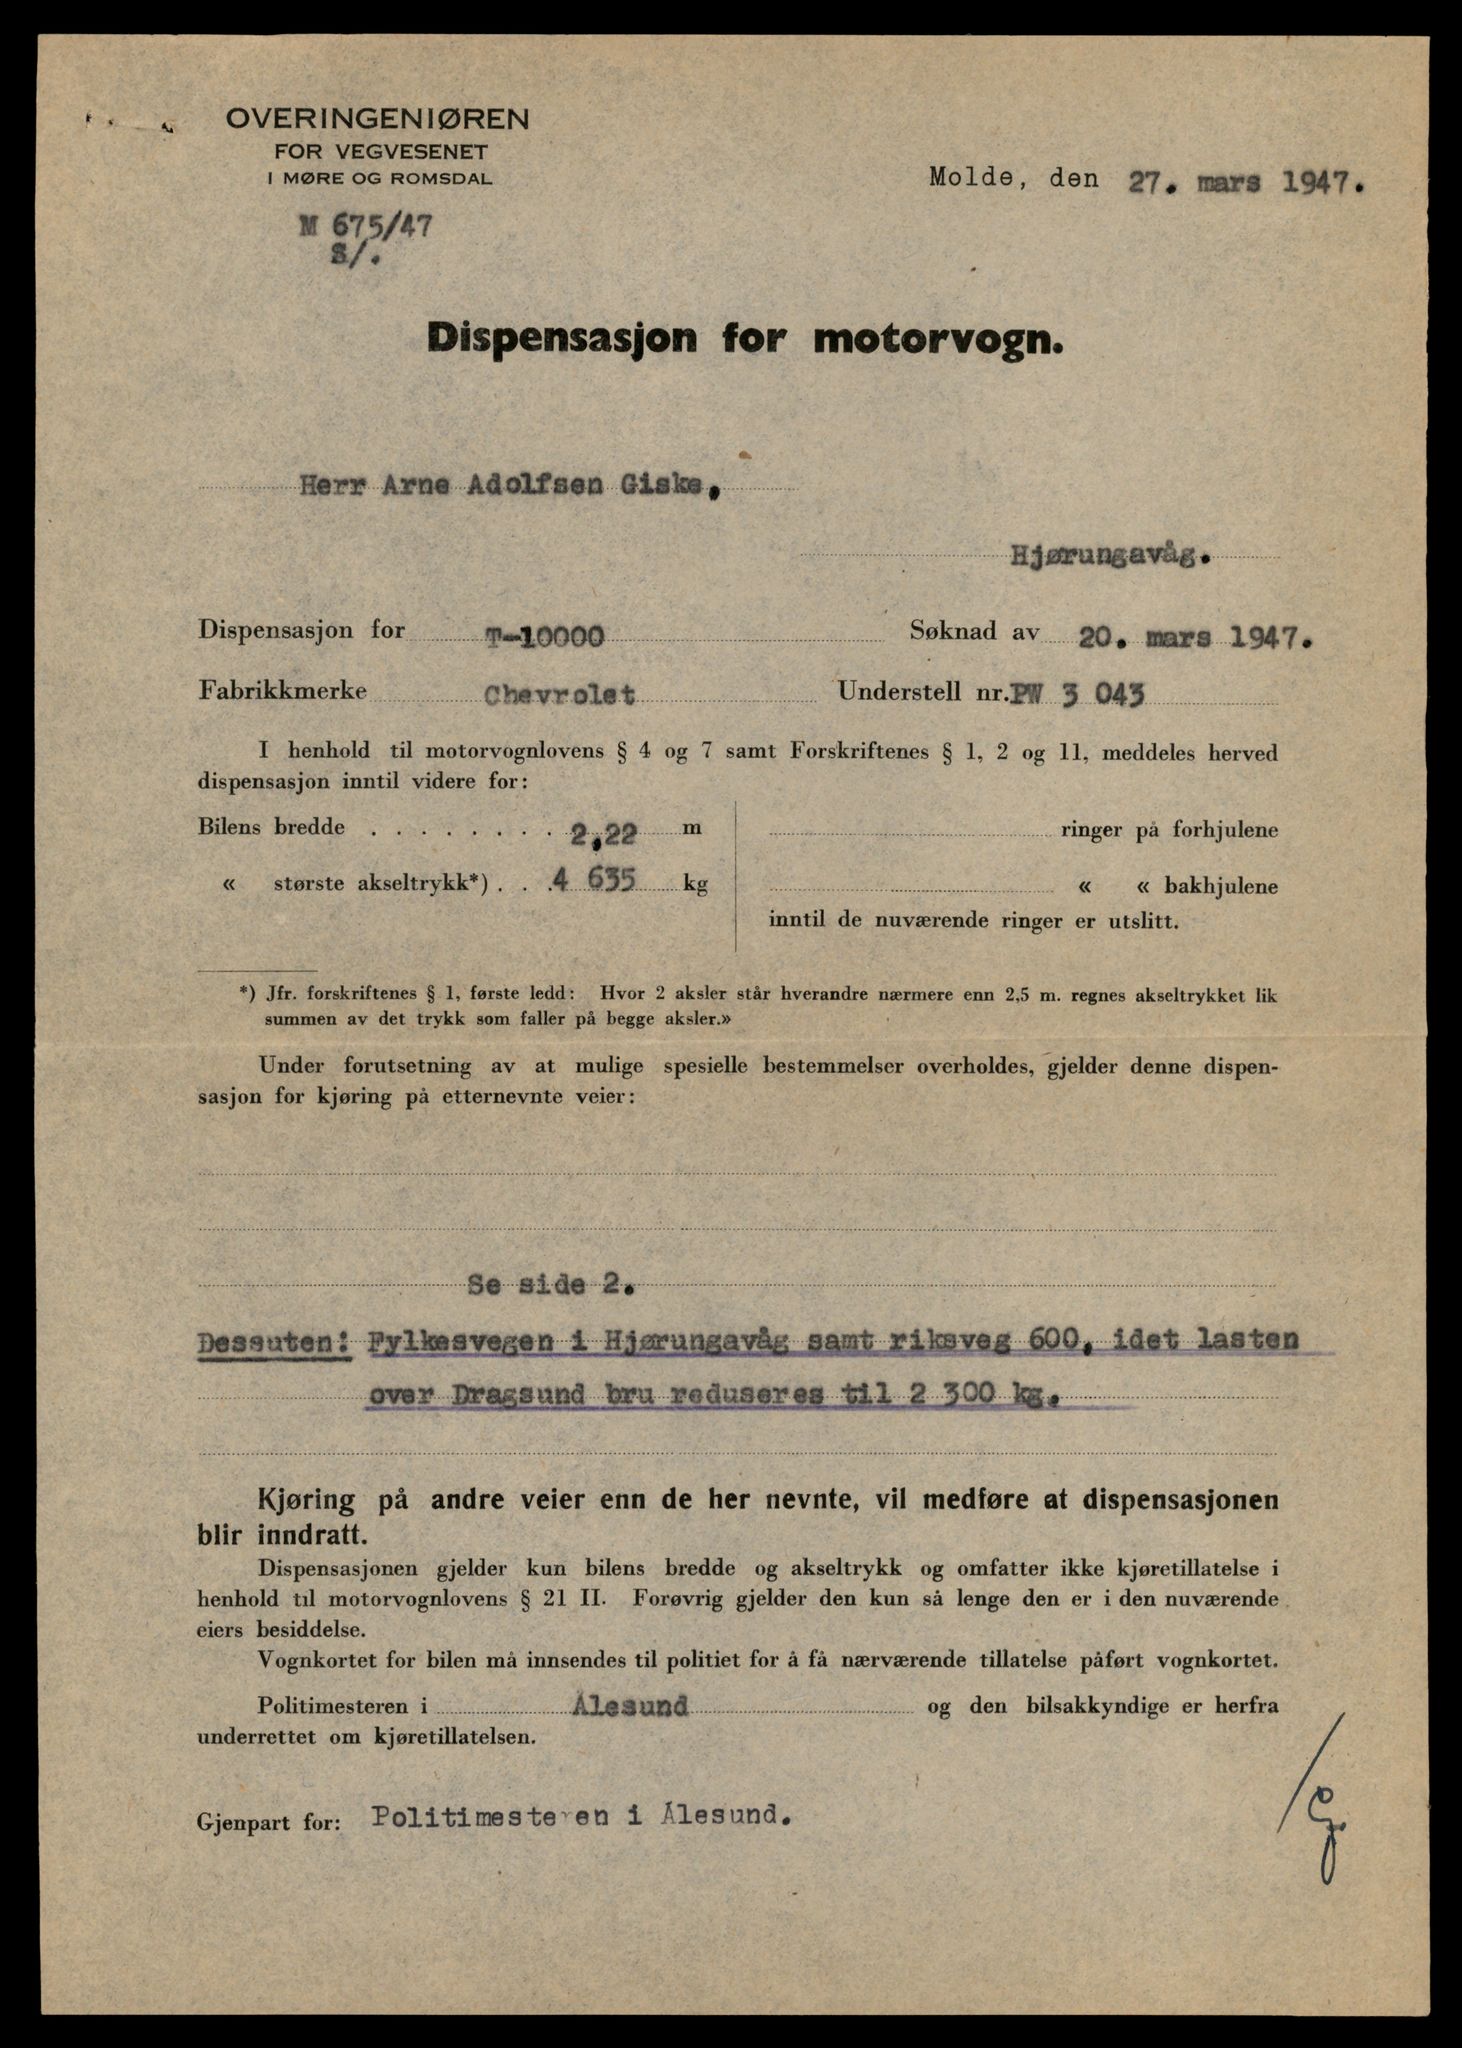 OVERINGENIØREN
FOR VEGVESENET
I MØRE OG ROMSDAL
Molde, den 27. mars 1947.
M 675/47
S/.
Dispensasjon for motorvogn.
Herr Arne Adolfsen Giske,
Hjørungavåg.
Dispensasjon for T-10000 Søknad av 20. mars 1947.
Fabrikkmerke Chevrolet Understell nr. PW 3 043
I henhold til motorvognlovens § 4 og 7 samt Forskriftenes § 1, 2 og 11, meddeles herved
dispensasjon inntil videre for:
Bilens bredde . . . . . . . . 2,22 m
« største akseltrykk*) . . . 4 635 kg
ringer på forhjulene
« « bakhjulene
inntil de nuværende ringer er utslitt.
*) Jfr. forskriftenes § 1, første ledd: Hvor 2 aksler står hverandre nærmere enn 2,5 m. regnes akseltrykket lik
summen av det trykk som faller på begge aksler.»
Under forutsetning av at mulige spesielle bestemmelser overholdes, gjelder denne dispen-
sasjon for kjøring på etternevnte veier:
Se side 2.
Dessuten: Fylkesvegen i Hjørungavåg samt riksveg 600, idet lasten
over Dragsund bru reduseres til 2 300 kg.
Kjøring på andre veier enn de her nevnte, vil medføre at dispensasjonen
blir inndratt.
Dispensasjonen gjelder kun bilens bredde og akseltrykk og omfatter ikke kjøretillatelse i
henhold til motorvognlovens § 21 II. Forøvrig gjelder den kun så lenge den er i den nuværende
eiers besiddelse.
Vognkortet for bilen må innsendes til politiet for å få nærværende tillatelse påført vognkortet.
Politimesteren i Ålesund og den bilsakkyndige er herfra
underrettet om kjøretillatelsen.
Gjenpart for: Politimesteren i Ålesund.